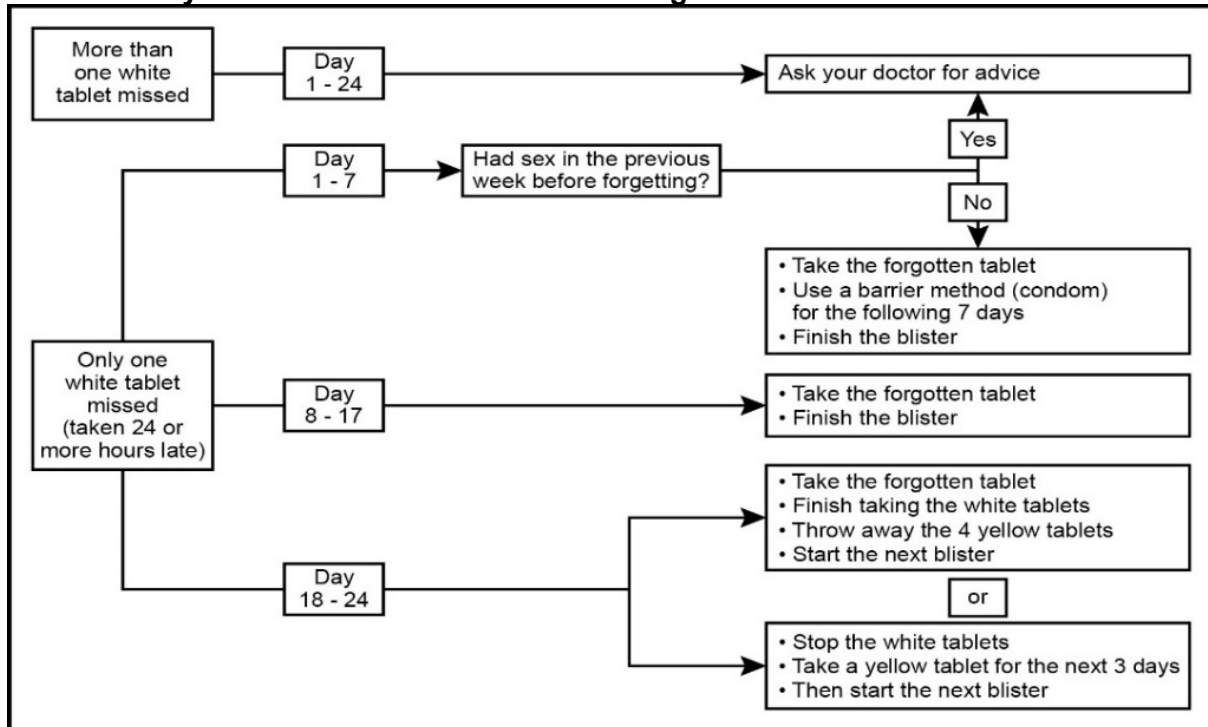 More than
one white
tablet missed
Day
1 - 24
Ask your doctor for advice
Day
1 - 7
Had sex in the previous
week before forgetting?
Yes
No
• Take the forgotten tablet
• Use a barrier method (condom)
for the following 7 days
• Finish the blister
Only one
white tablet
missed
(taken 24 or
more hours late)
Day
8 - 17
• Take the forgotten tablet
• Finish the blister
Day
18 - 24
• Take the forgotten tablet
• Finish taking the white tablets
• Throw away the 4 yellow tablets
• Start the next blister
or
• Stop the white tablets
• Take a yellow tablet for the next 3 days
• Then start the next blister